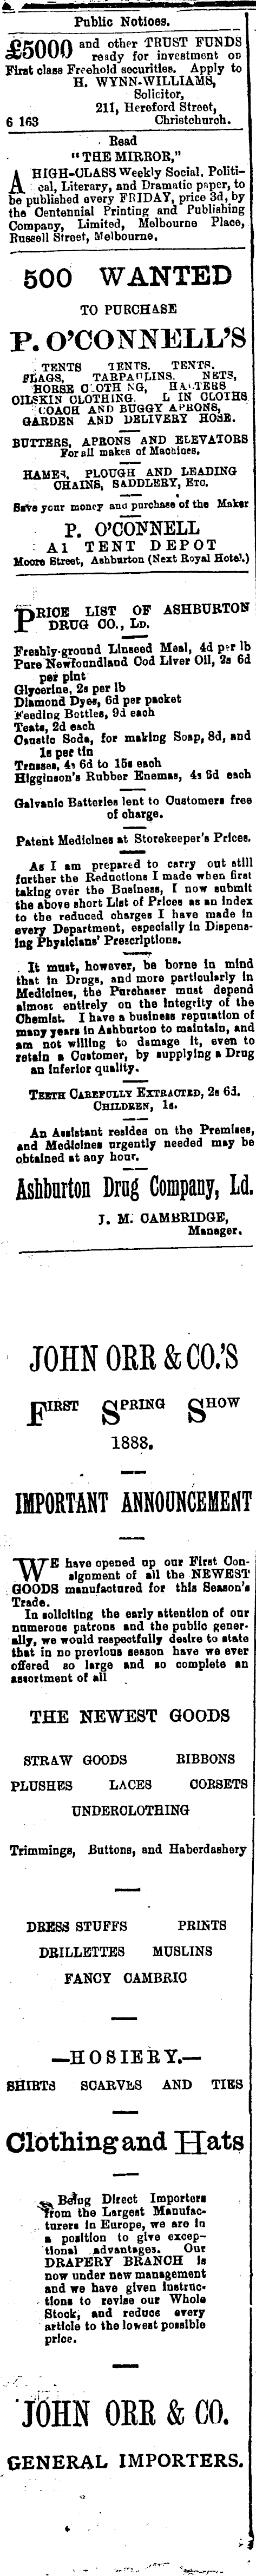 Public Notices.
£5000 and other TRUST FUNDS
ready for investment on
First class Freehold securities. Apply to
H. WYNN-WILLIAMS,
Solicitor,
211, Hereford Street,
6 163 Christchurch.
Read
"THE MIRROR,"
A HIGH-CLASS Weekly Social, Politi-
cal, Literary, and Dramatic paper, to
be published every FRIDAY, price 3d, by
the Centennial Printing and Publishing
Company, Limited, Melbourne Place,
Russell Street, Melbourne.
500 WANTED
TO PURCHASE
P. O'CONNELL'S
TENTS TENTS. TENTS.
FLAGS, TARPAULINS. NETS,
HORSE CLOTHING, HALTERS
OILSKIN CLOTHING. L IN CLOTHS
COACH AND BUGGY APRONS,
GARDEN AND DELIVERY HOSE.
BUTTERS, APRONS AND ELEVATORS
For all makes of Machines.
HAMES, PLOUGH AND LEADING
CHAINS, SADDLERY, ETC.
Save your money and purchase of the Maker
P. O'CONNELL
A1 TENT DEPOT
Moore Street, Ashburton (Next Royal Hotel.)
PRICE LIST OF ASHBURTON
DRUG CO., LD.
Freshly-ground Linseed Meal, 4d per lb
Pure Newfoundland Cod Liver Oil, 2s 6d
per pint
Glycerine, 2s per lb
Diamond Dyes, 6d per packet
Feeding Bottles, 9d each
Teats, 2d each
Caustic Soda, for making Soap, 8d, and
1s per tin
Trusses, 4s 6d to 15s each
Higginson's Rubber Enemas, 4s 9d each
Galvanic Batteries lent to Customers free
of charge.
Patent Medicines at Storekeeper's Prices.
As I am prepared to carry out still
further the Reductions I made when first
taking over the Business, I now submit
the above short List of Prices as an index
to the reduced charges I have made in
every Department, especially in Dispens-
ing Physicians' Prescriptions.
It must, however, be borne in mind
that in Drugs, and more particularly in
Medicines, the Purchaser must depend
almost entirely on the Integrity of the
Chemist. I have a business reputation of
many years in Ashburton to maintain, and
am not willing to damage it, even to
retain a Customer, by supplying a Drug
an inferior quality.
TEETH CAREFULLY EXTRACTED, 2s 6d.
CHILDREN, 1s.
An Assistant resides on the Premises,
and Medicines urgently needed may be
obtained at any hour.
Ashburton Drug Company, Ld.
J. M. CAMBRIDGE,
Manager.
JOHN ORR & CO.'S
FIRST SPRING SHOW
1888.
IMPORTANT ANNOUNCEMENT
WE have opened up our First Con-
signment of all the NEWEST
GOODS manufactured for this Season's
Trade.
In soliciting the early attention of our
numerous patrons and the public gener-
ally, we would respectfully desire to state
that in no previous season have we ever
offered so large and so complete an
assortment of all
THE NEWEST GOODS
STRAW GOODS RIBBONS
PLUSHES LACES CORSETS
UNDERCLOTHING
Trimmings, Buttons, and Haberdashery
DRESS STUFFS PRINTS
DRILLETTES MUSLINS
FANCY CAMBRIC
—HOSIERY.—
SHIRTS SCARVES AND TIES
Clothing and Hats
Being Direct Importers
from the Largest Manufac-
turers in Europe, we are in
a position to give excep-
tional advantages. Our
DRAPERY BRANCH is
now under new management
and we have given instruc-
tions to revise our Whole
Stock, and reduce every
article to the lowest possible
price.
JOHN ORR & CO.
GENERAL IMPORTERS.